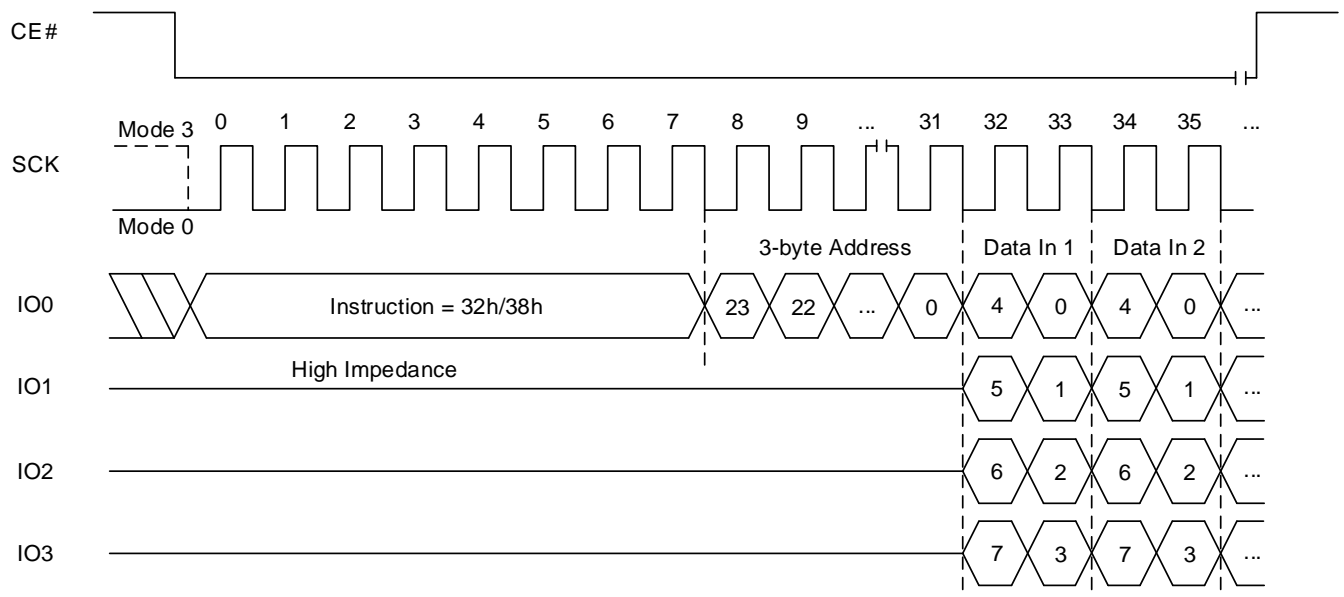 CE#
Mode 3 0 1 2 3 4 5 6 7 8 9 ... 31 32 33 34 35 ...
SCK
Mode 0
3-byte Address Data In 1 Data In 2
IO0 Instruction = 32h/38h 23 22 ... 0 4 0 4 0 ...
High Impedance
IO1 5 1 5 1 ...
IO2 6 2 6 2 ...
IO3 7 3 7 3 ...